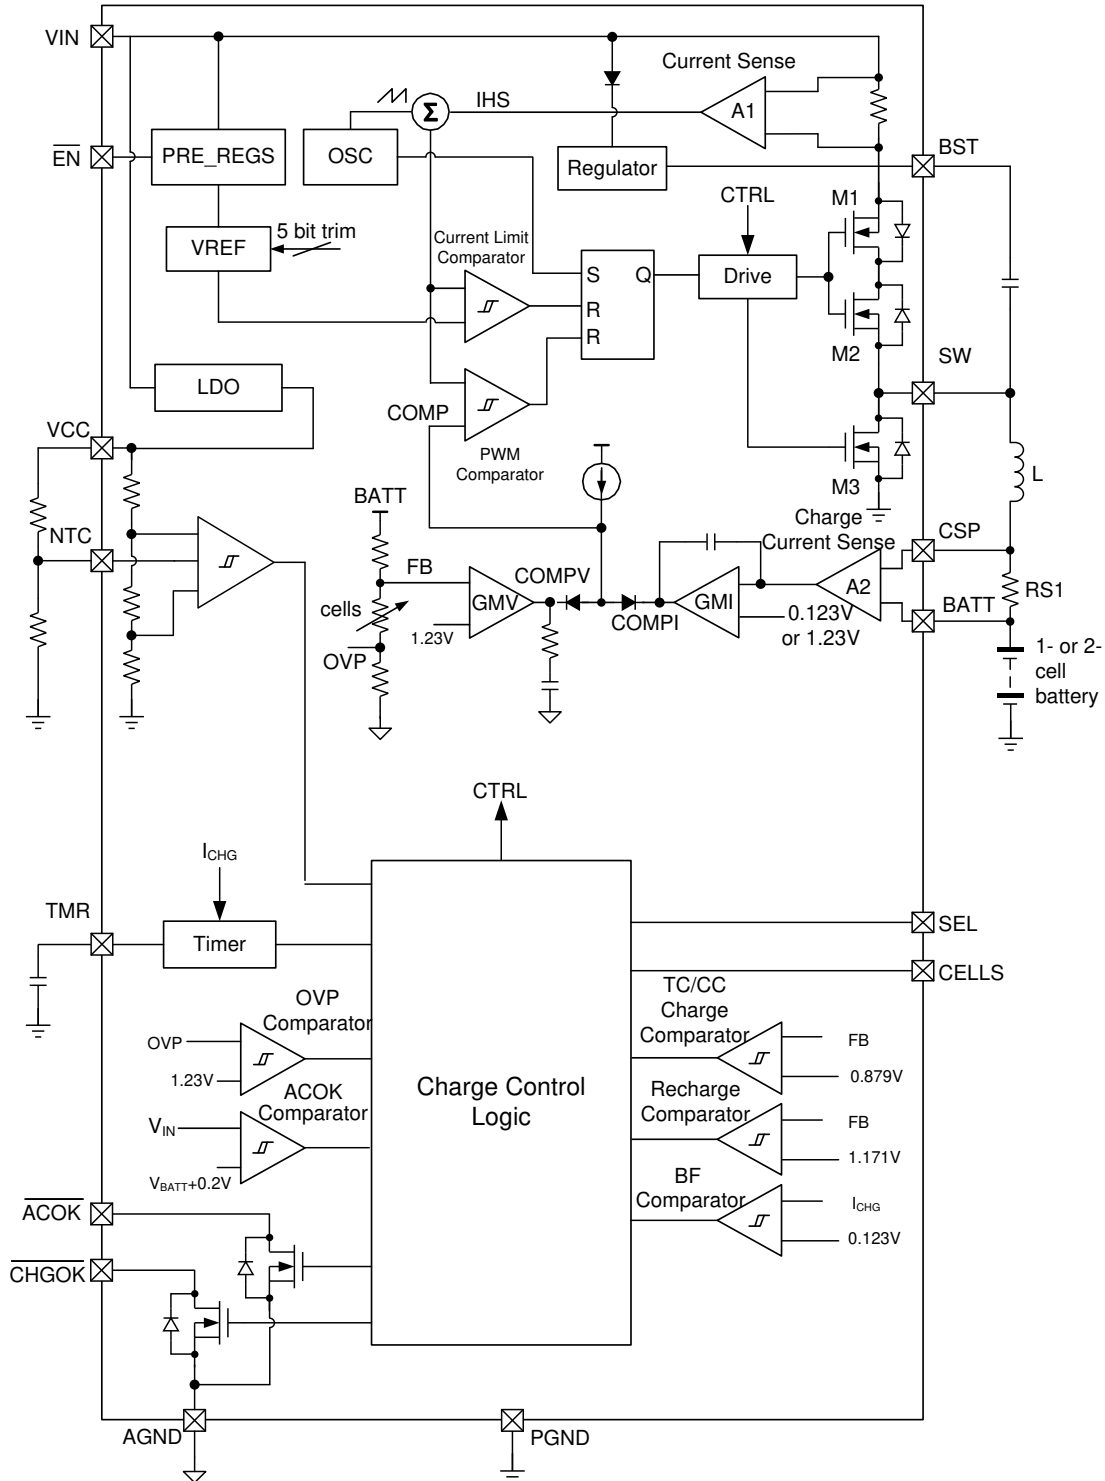 VIN
Current Sense
IHS
Σ
A1
EN
PRE_REGS
OSC
Regulator
BST
CTRL
M1
VREF
5 bit trim
Current Limit
Comparator
S
Q
R
R
Drive
M2
SW
LDO
COMP
VCC
PWM
Comparator
M3
L
BATT
Charge
Current Sense
NTC
CSP
FB
COMPV
GMV
GMI
A2
RS1
cells
BATT
1.23V
COMPI
0.123V
or 1.23V
OVP
1- or 2-
cell
battery
CTRL
ICHG
TMR
Timer
SEL
CELLS
OVP
Comparator
TC/CC
Charge
Comparator
OVP
1.23V
FB
0.879V
ACOK
Comparator
Charge Control
Logic
Recharge
Comparator
VIN
VBATT+0.2V
FB
1.171V
BF
Comparator
ICHG
0.123V
ACOK
CHGOK
AGND
PGND